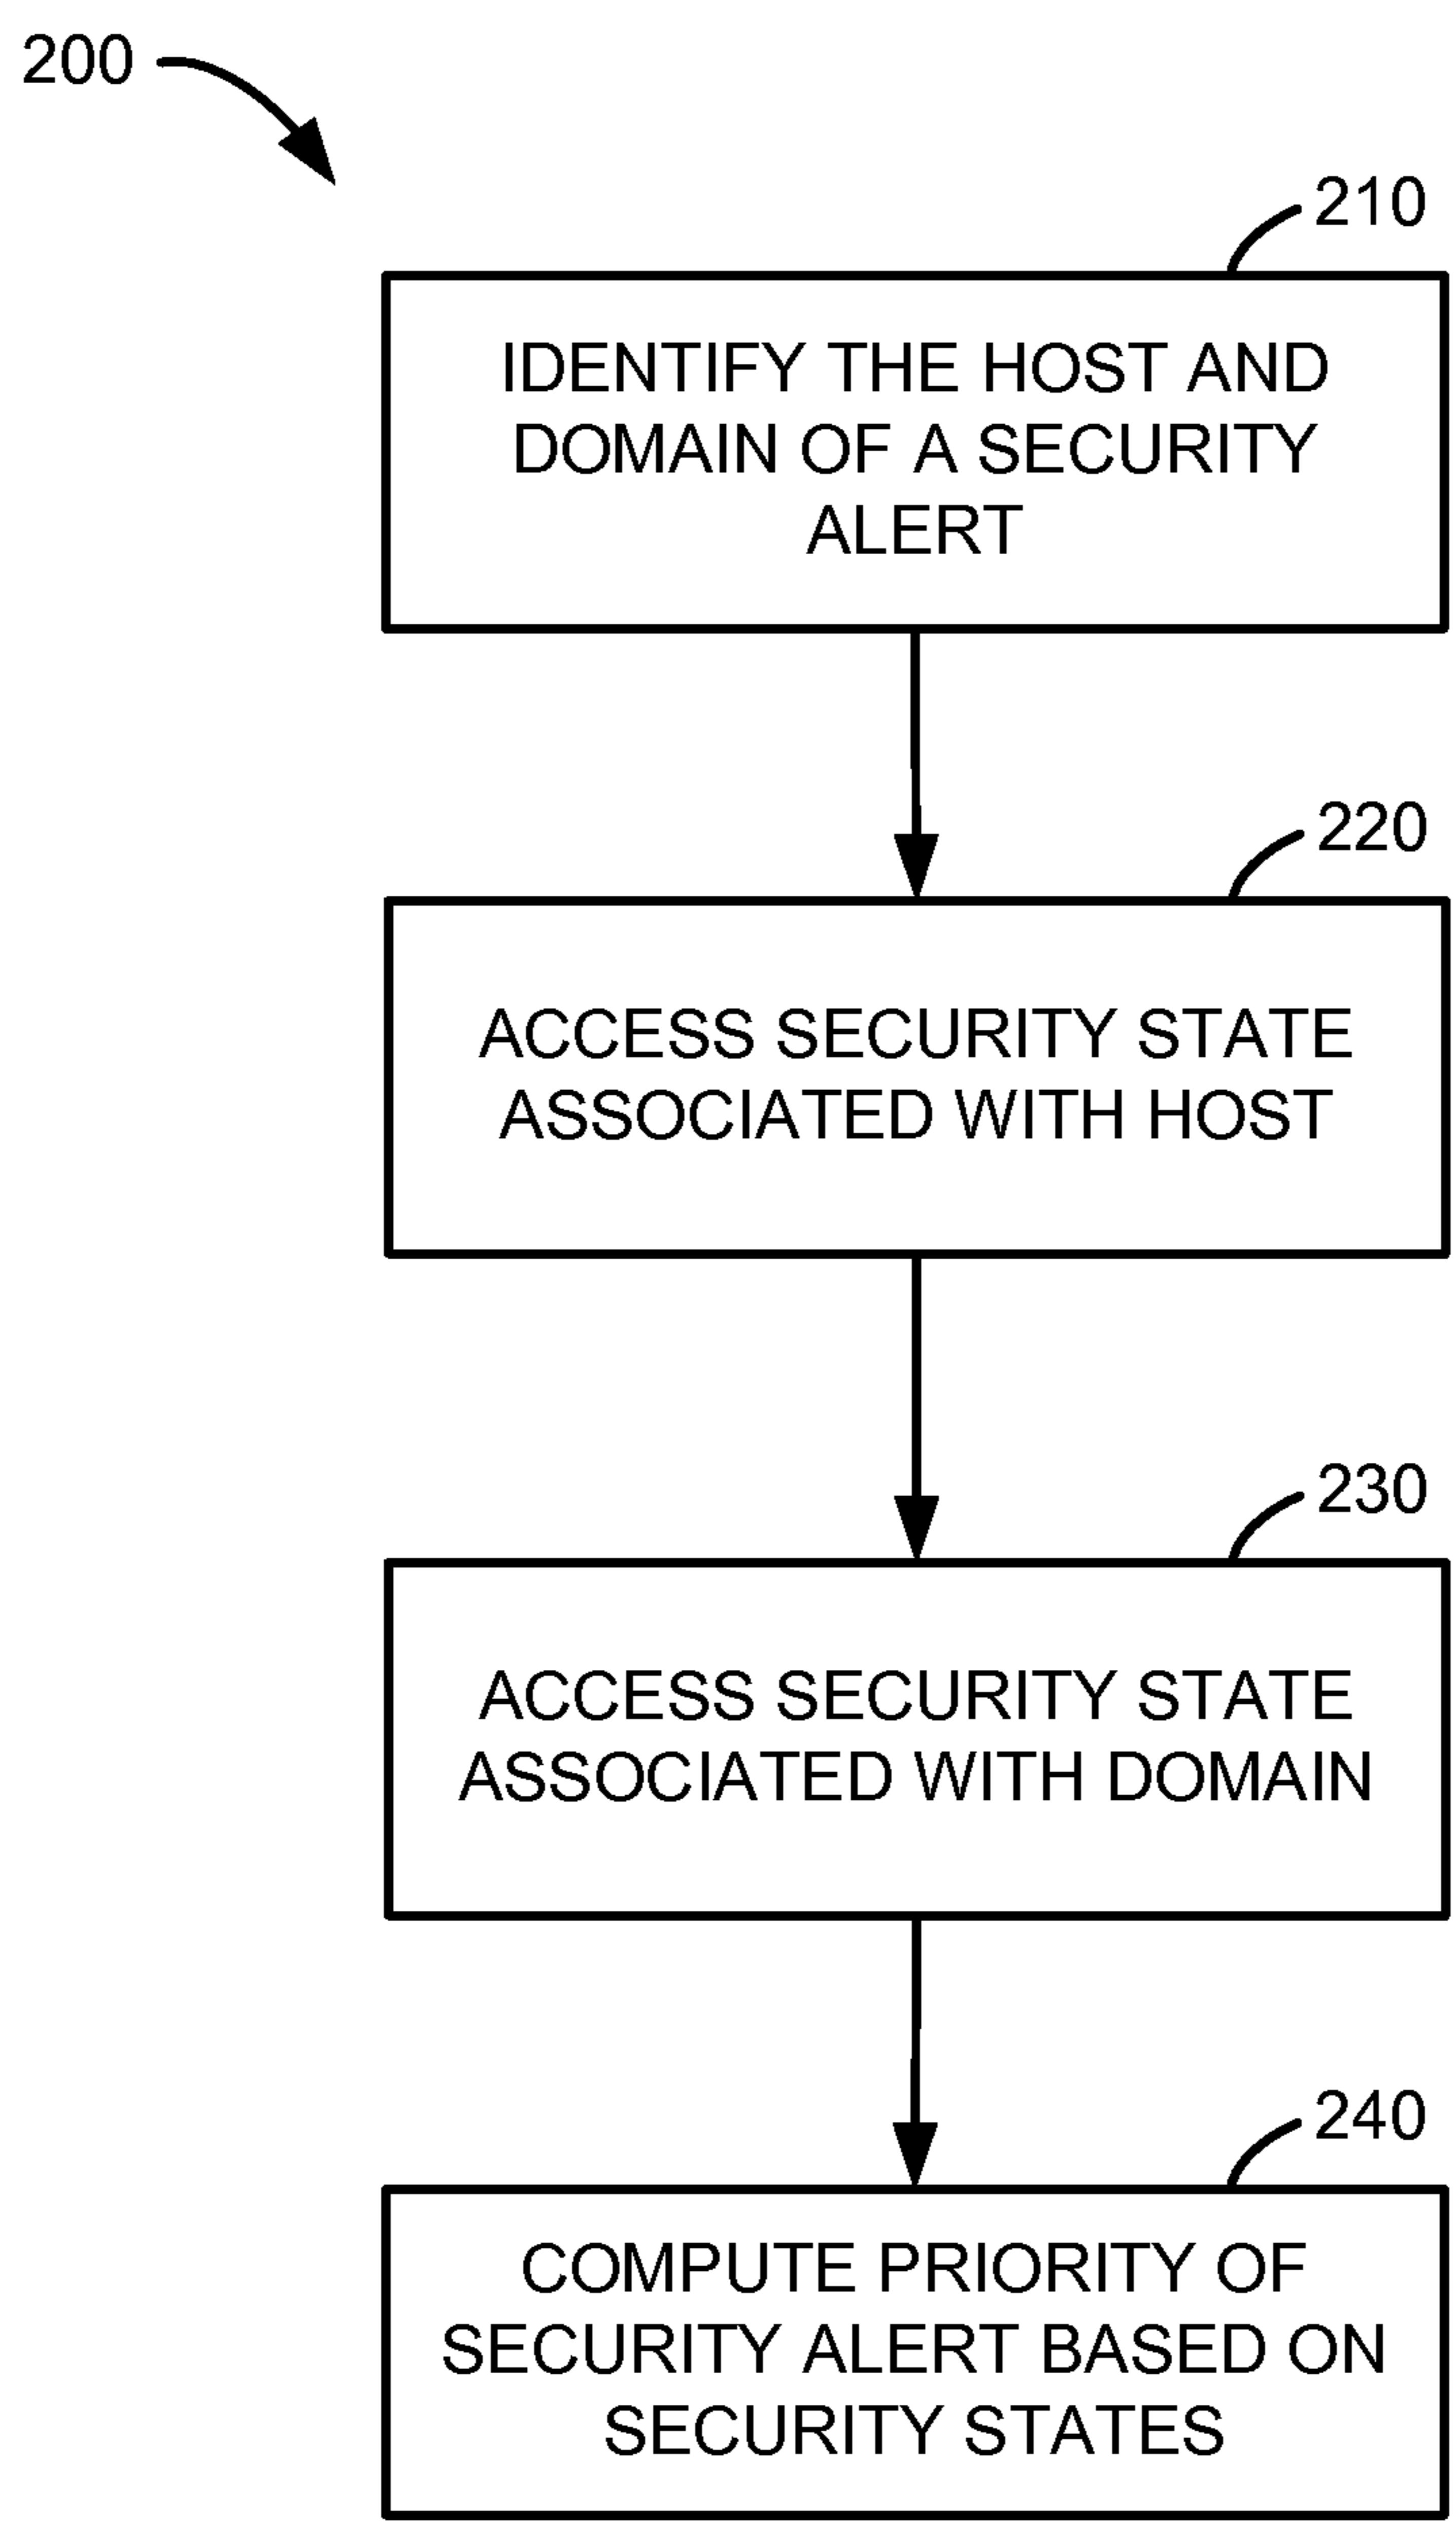 200
210
IDENTIFY THE HOST AND
DOMAIN OF A SECURITY
ALERT
220
ACCESS SECURITY STATE
ASSOCIATED WITH HOST
230
ACCESS SECURITY STATE
ASSOCIATED WITH DOMAIN
240
COMPUTE PRIORITY OF
SECURITY ALERT BASED ON
SECURITY STATES